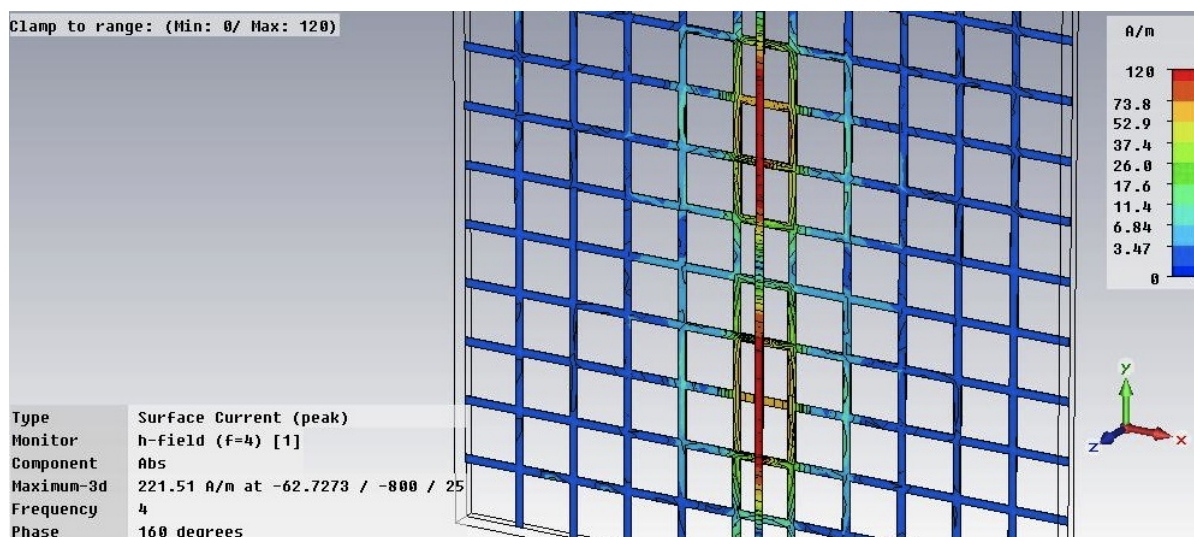 Clamp to range: (Min: 0/ Max: 120)
A/m
120
73.8
52.9
37.4
26.0
17.6
11.4
6.84
3.47
0
y
z
x
Type Surface Current (peak)
Monitor h-field (f=4) [1]
Component Abs
Maximum-3d 221.51 A/m at -62.7273 / -800 / 25
Frequency 4
Phase 160 degrees